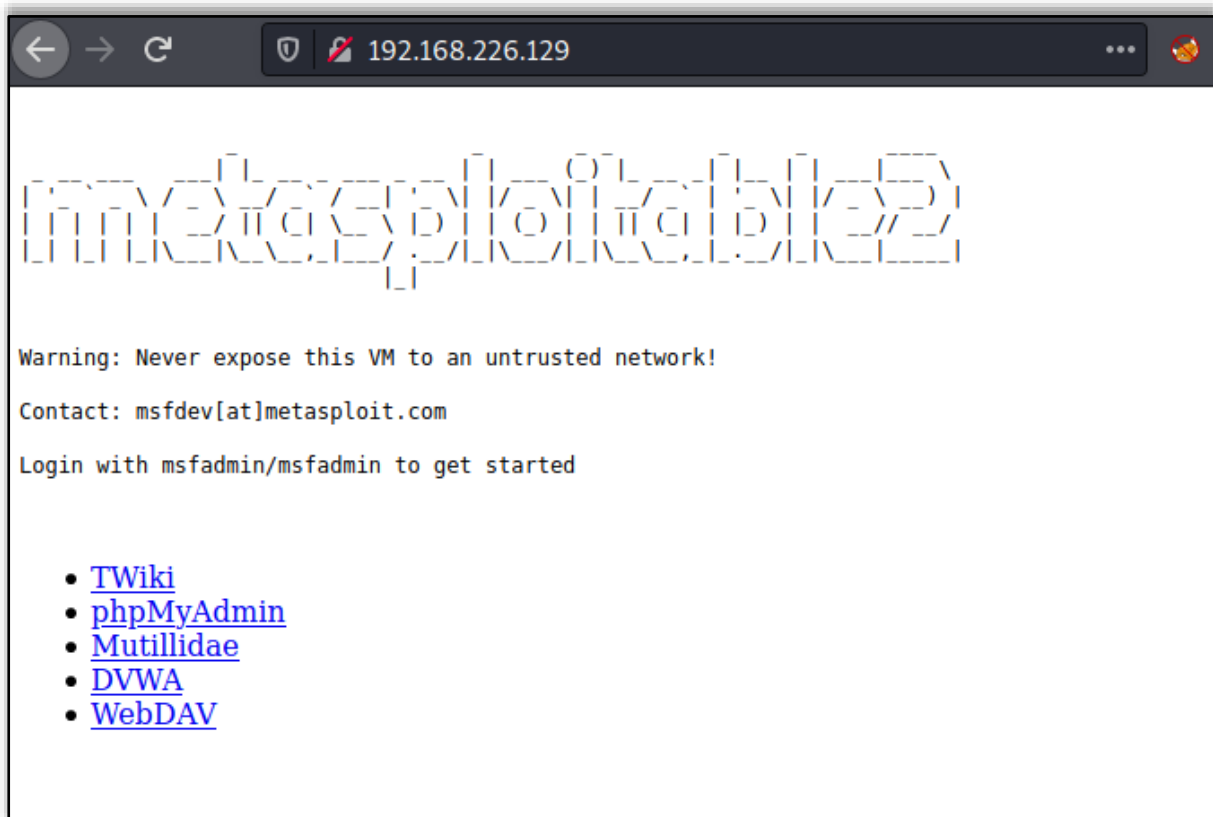 192.168.226.129
metasploitable2
Warning: Never expose this VM to an untrusted network!
Contact: msfdev[at]metasploit.com
Login with msfadmin/msfadmin to get started
TWiki
phpMyAdmin
Mutillidae
DVWA
WebDAV